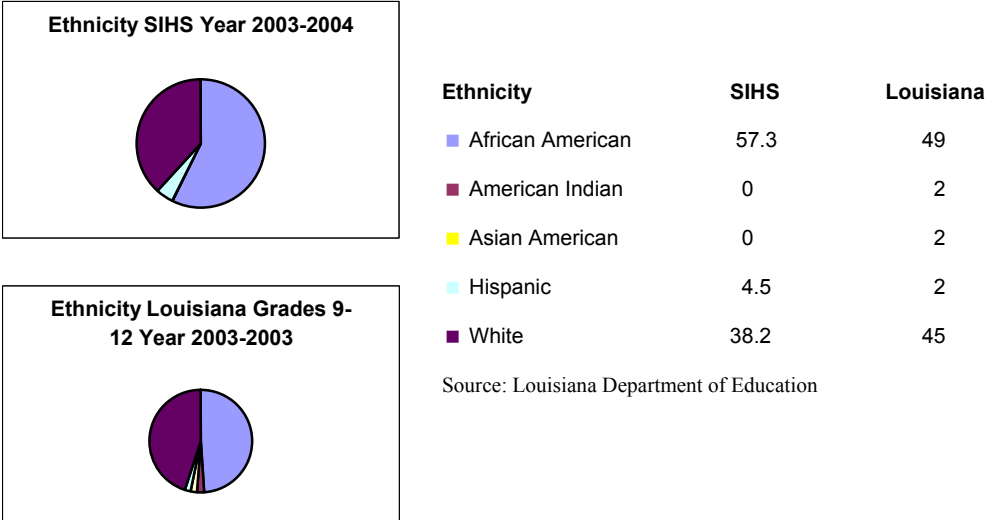 Ethnicity SIHS Year 2003-2004
Ethnicity Louisiana Grades 9-
12 Year 2003-2003
Ethnicity SIHS Louisiana
African American 57.3 49
American Indian 0 2
Asian American 0 2
Hispanic 4.5 2
White 38.2 45
Source: Louisiana Department of Education